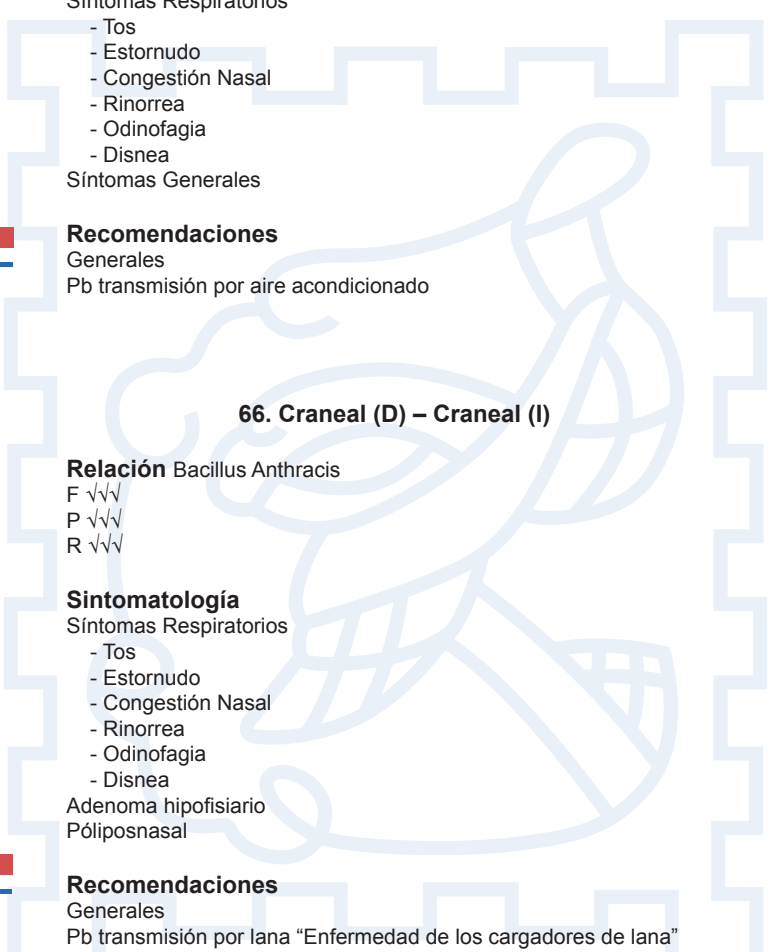 Síntomas Respiratorios
- Tos
- Estornudo
- Congestión Nasal
- Rinorrea
- Odinofagia
- Disnea
Síntomas Generales
Recomendaciones
Generales
Pb transmisión por aire acondicionado
66. Craneal (D) – Craneal (I)
Relación Bacillus Anthracis
F √√√
P √√√
R √√√
Sintomatología
Síntomas Respiratorios
- Tos
- Estornudo
- Congestión Nasal
- Rinorrea
- Odinofagia
- Disnea
Adenoma hipofisiario
Póliposnasal
Recomendaciones
Generales
Pb transmisión por lana “Enfermedad de los cargadores de lana”